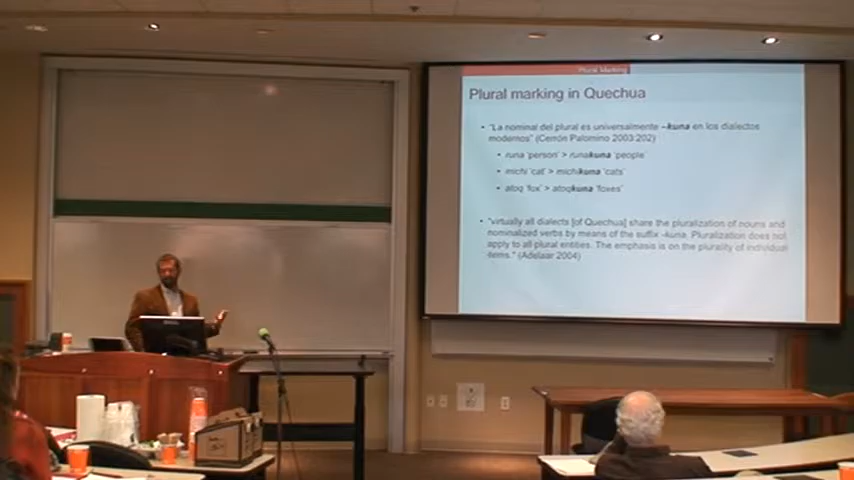 Plural Marking
Plural marking in Quechua
• "La nominal del plural es universalmente –kuna en los dialectos
modernos" (Cerrón Palomino 2003:202)
• runa 'person' > runakuna 'people'
• michi 'cat' > michikuna 'cats'
• atoq 'fox' > atoqkuna 'foxes'
• "virtually all dialects [of Quechua] share the pluralization of nouns and
nominalized verbs by means of the suffix -kuna. Pluralization does not
apply to all plural entities. The emphasis is on the plurality of individual
items." (Adelaar 2004)